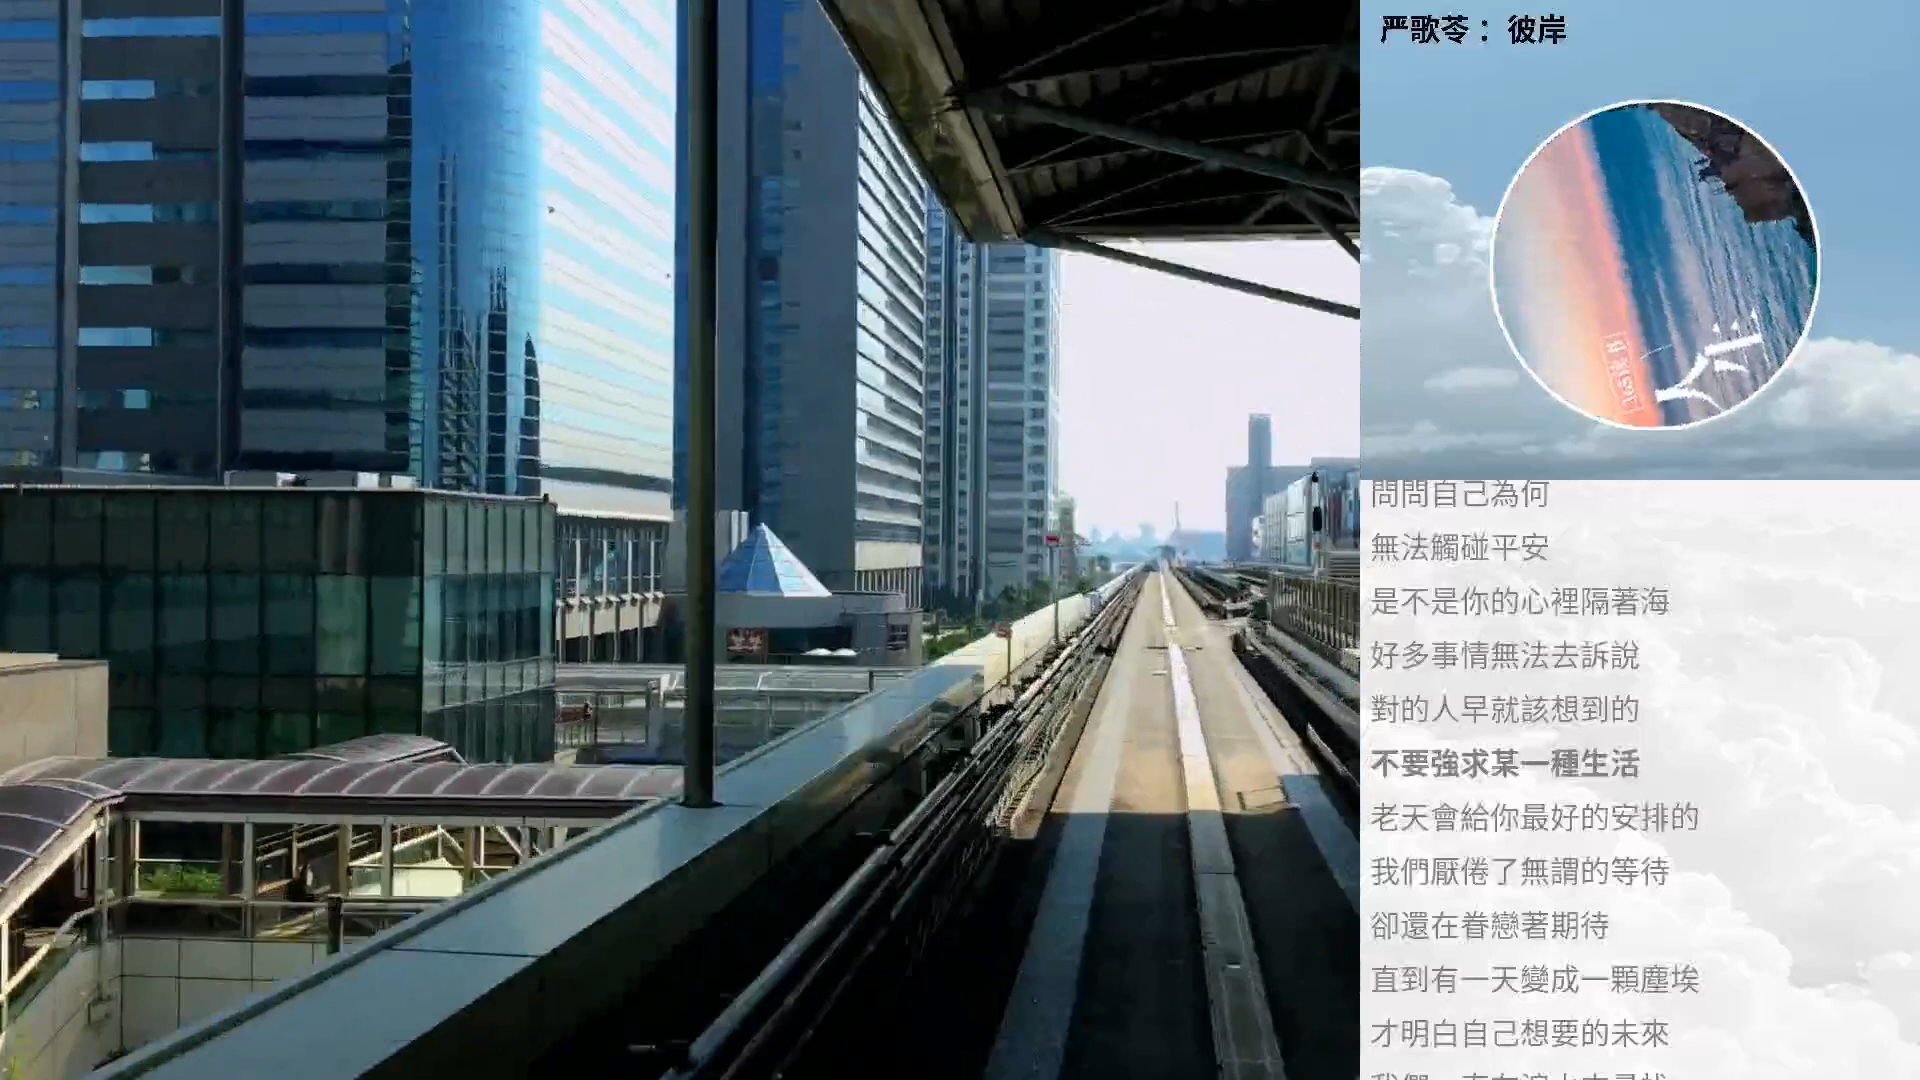 严歌苓： 彼岸
問問自己為何
無法觸碰平安
是不是你的心裡隔著海
好多事情無法去訴說
對的人早就該想到的
不要強求某一種生活
老天會給你最好的安排的
我們厭倦了無謂的等待
卻還在眷戀著期待
直到有一天變成一顆塵埃
才明白自己想要的未來